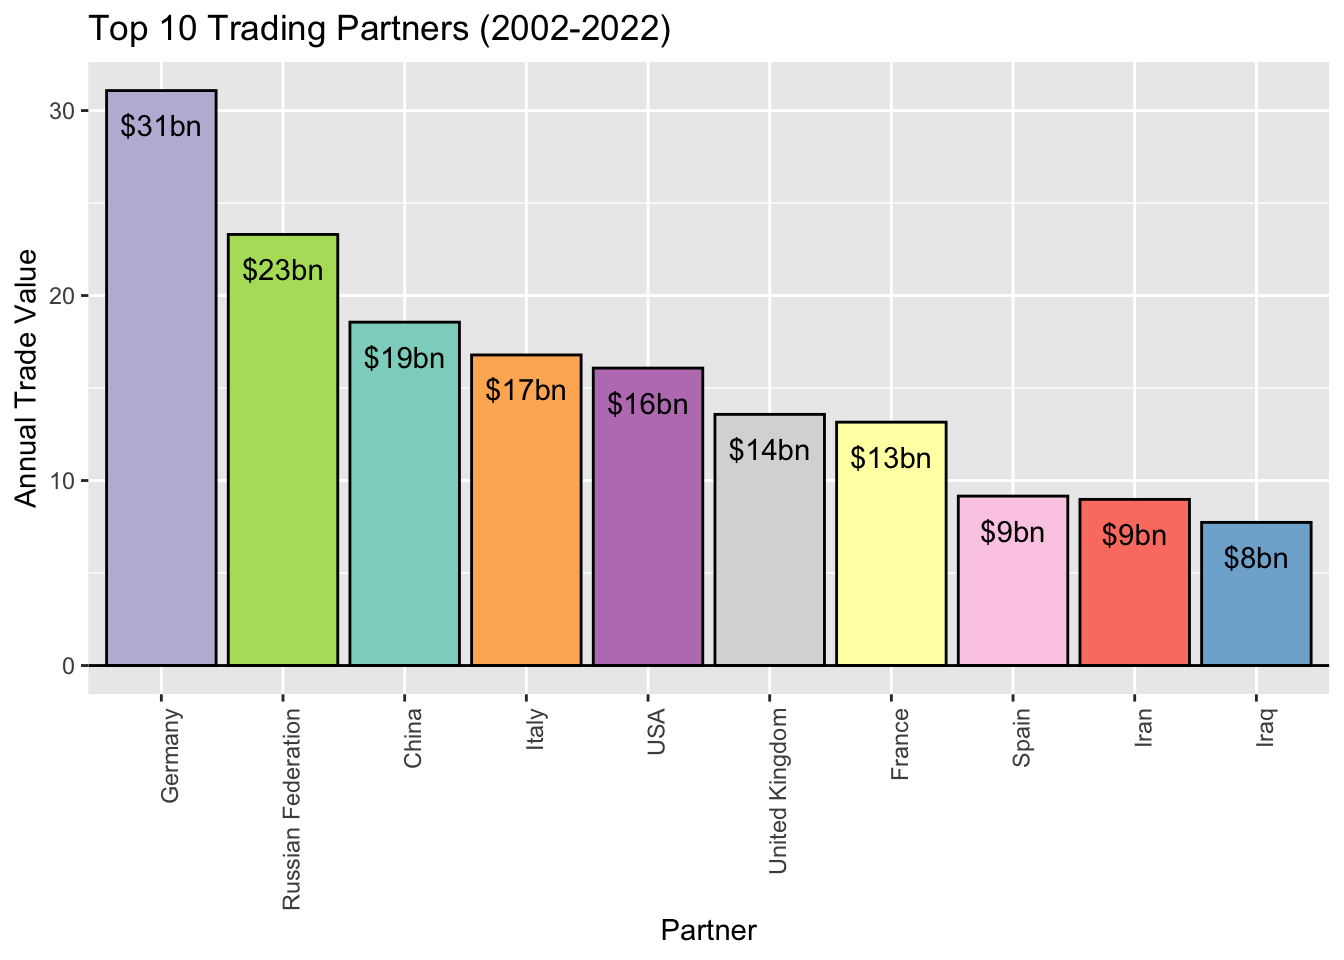 Top 10 Trading Partners (2002-2022)
Annual Trade Value
30
20
10
0
$31bn
$23bn
$19bn
$17bn
$16bn
$14bn
$13bn
$9bn
$9bn
$8bn
Germany
Russian Federation
China
Italy
USA
United Kingdom
France
Spain
Iran
Iraq
Partner